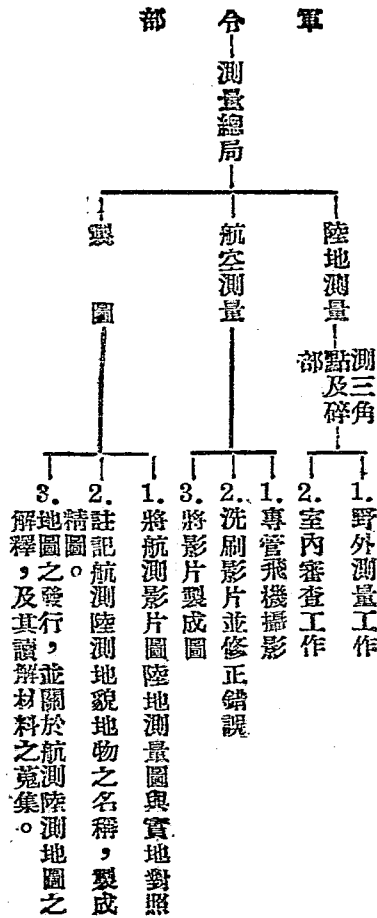 軍令部
測量總局
陸地測量
測三角
點及碎
部
1. 野外測量工作
2. 室內審查工作
航空測量
1. 專管飛機攝影
2. 洗刷影片並修正錯誤
3. 將影片製成圖
製圖
1. 將航測影片圖陸地測量圖與實地對照
2. 註記航測陸測地貌地物之名稱，製成
精圖。
3. 地圖之發行，並關於航測陸測地圖之
解釋，及其讀解材料之蒐集。